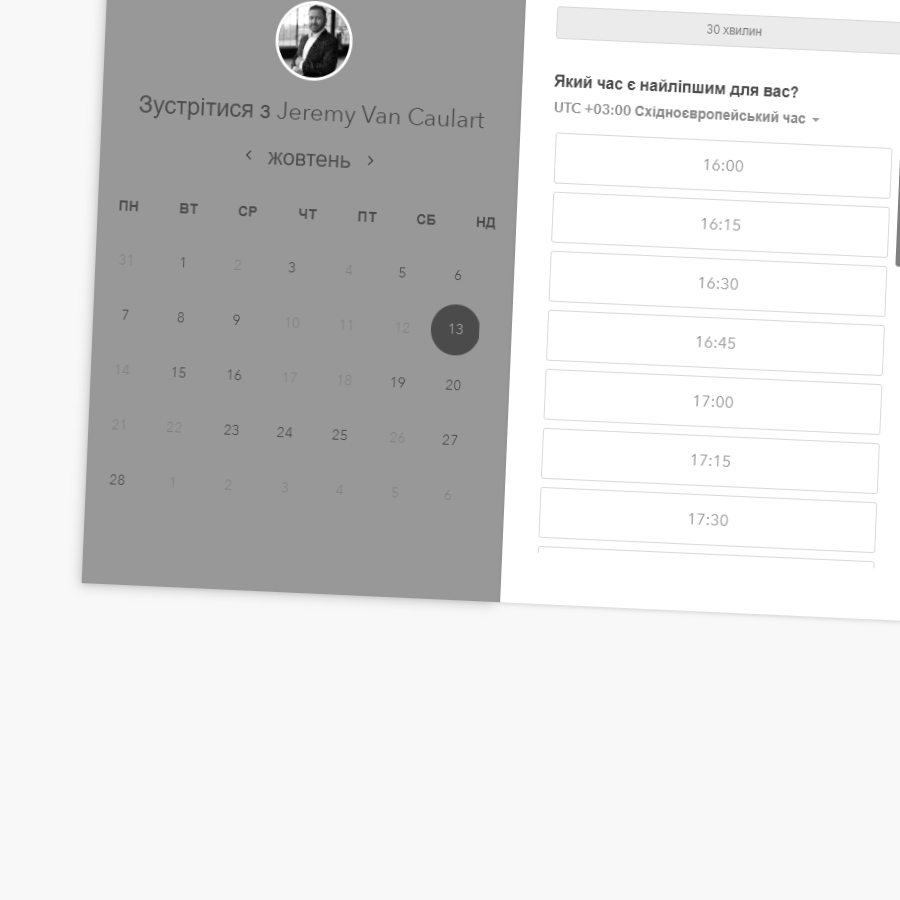 Зустрітися з Jeremy Van Caulart
жовтень
ПН ВТ СР ЧТ ПТ СБ НД
31 1 2 3 4 5 6
7 8 9 10 11 12 13
14 15 16 17 18 19 20
21 22 23 24 25 26 27
28 1 2 3 4 5 6
30 хвилин
Який час є найліпшим для вас?
UTC +03:00 Східноєвропейський час
16:00
16:15
16:30
16:45
17:00
17:15
17:30